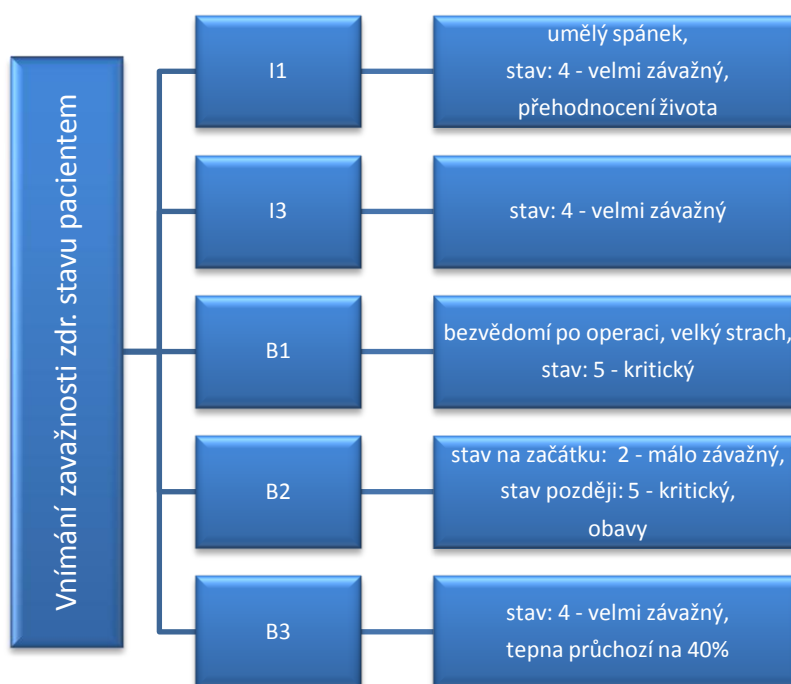 Vnímání zavažnosti zdr. stavu pacientem
I1
umělý spánek,
stav: 4 - velmi závažný,
přehodnocení života
I3
stav: 4 - velmi závažný
B1
bezvědomí po operaci, velký strach,
stav: 5 - kritický
B2
stav na začátku: 2 - málo závažný,
stav později: 5 - kritický,
obavy
B3
stav: 4 - velmi závažný,
tepna průchozí na 40%